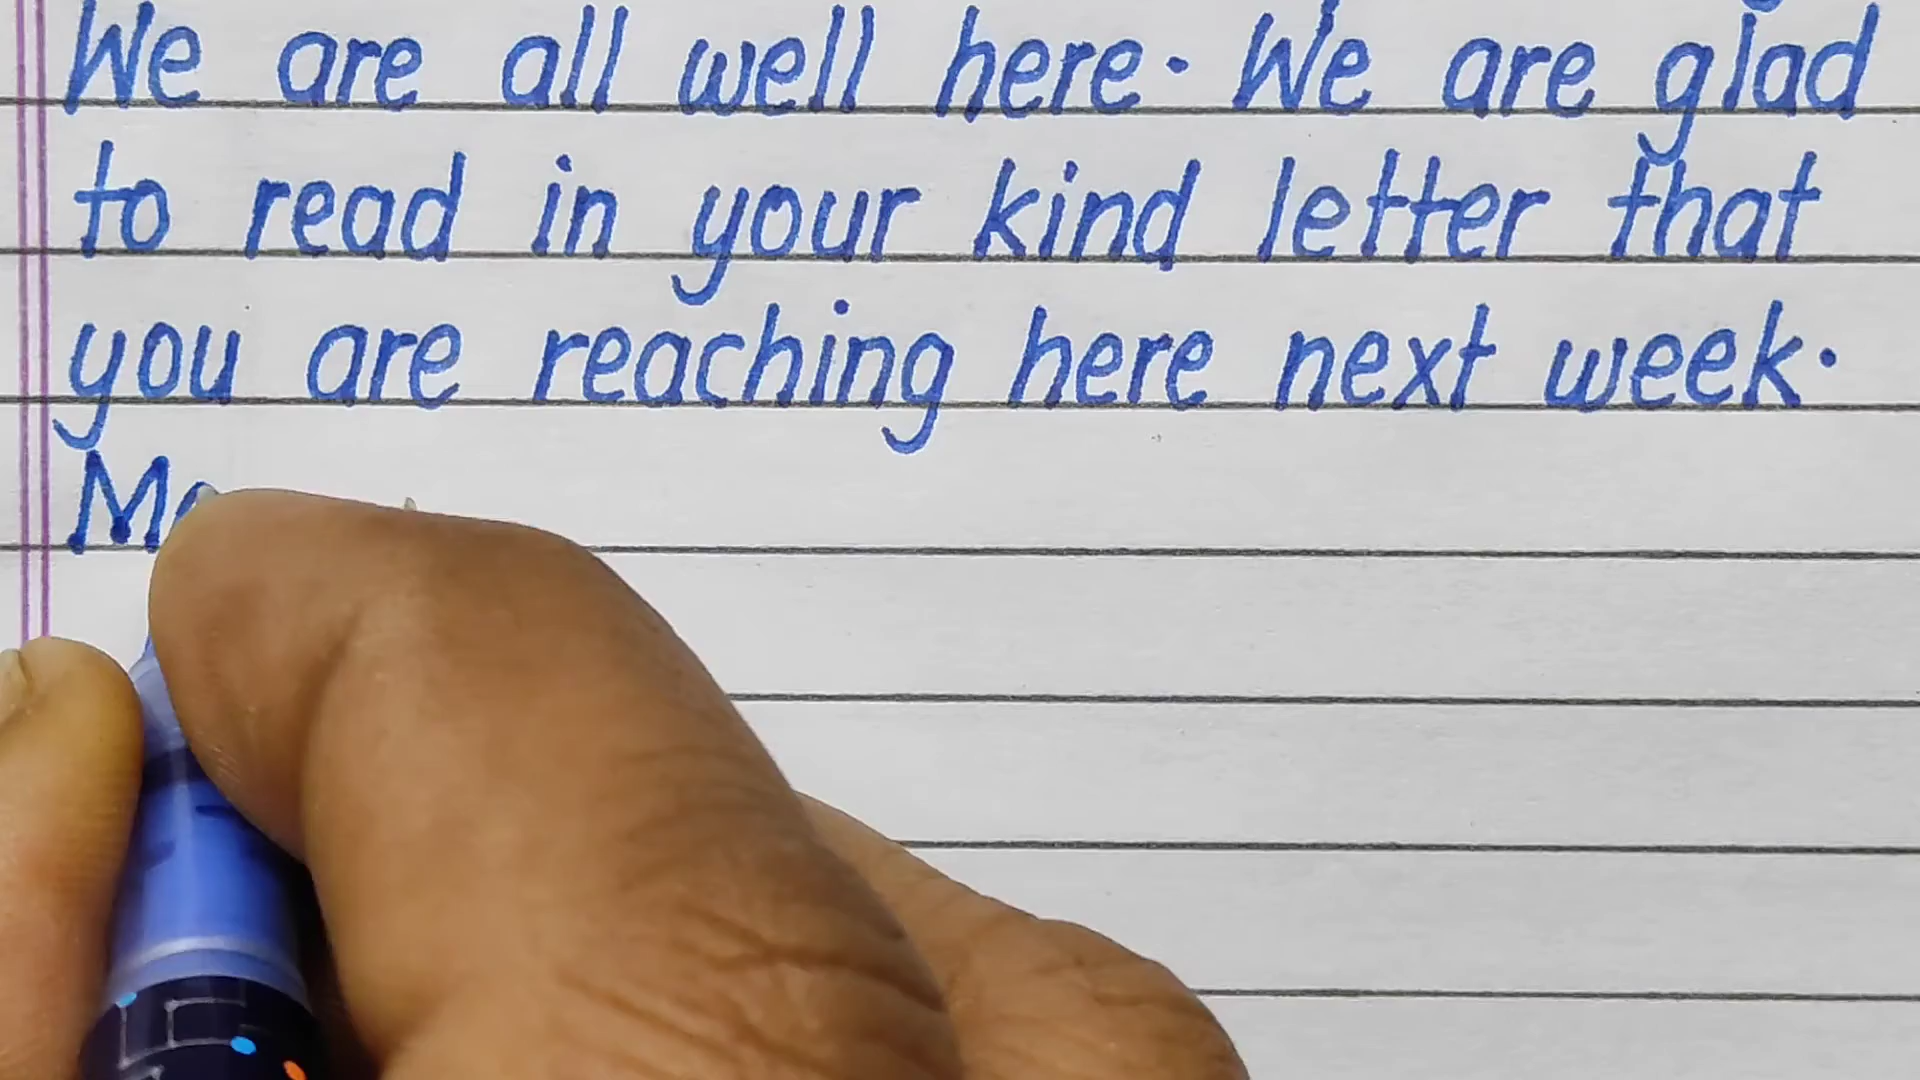 We are all well here. We are glad
to read in your kind letter that
you are reaching here next week.